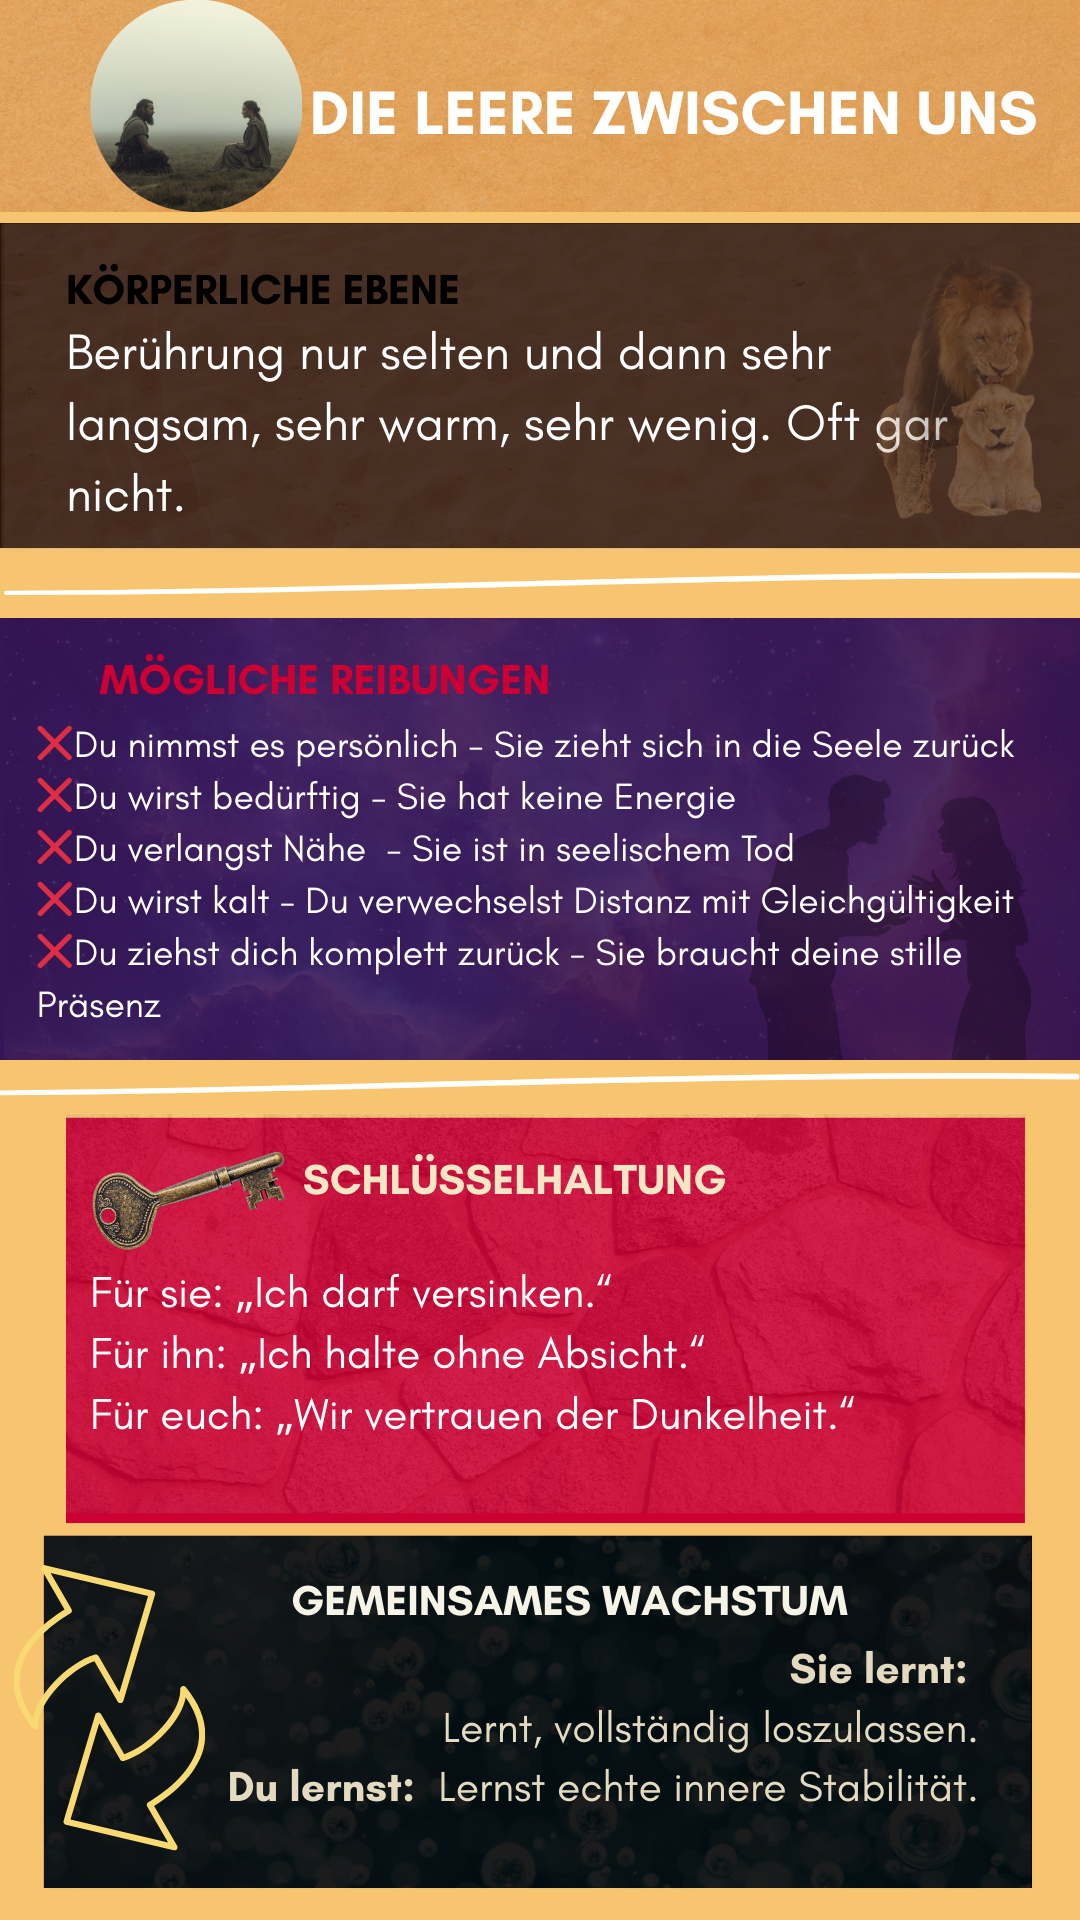 DIE LEERE ZWISCHEN UNS
KÖRPERLICHE EBENE
Berührung nur selten und dann sehr
langsam, sehr warm, sehr wenig. Oft gar
nicht.
MÖGLICHE REIBUNGEN
❌Du nimmst es persönlich – Sie zieht sich in die Seele zurück
❌Du wirst bedürftig – Sie hat keine Energie
❌Du verlangst Nähe  – Sie ist in seelischem Tod
❌Du wirst kalt – Du verwechselst Distanz mit Gleichgültigkeit
❌Du ziehst dich komplett zurück – Sie braucht deine stille
Präsenz
SCHLÜSSELHALTUNG
Für sie: „Ich darf versinken.“
Für ihn: „Ich halte ohne Absicht.“
Für euch: „Wir vertrauen der Dunkelheit.“
GEMEINSAMES WACHSTUM
Sie lernt:
Lernt, vollständig loszulassen.
Du lernst:  Lernst echte innere Stabilität.